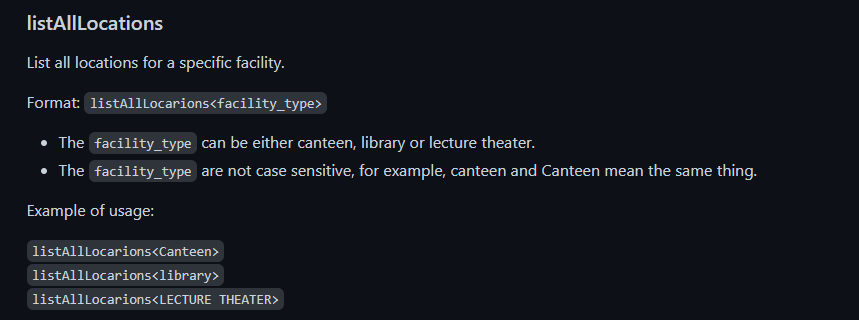 listAllLocations
List all locations for a specific facility.
Format: listAllLocarions<facility_type>
• The facility_type can be either canteen, library or lecture theater.
• The facility_type are not case sensitive, for example, canteen and Canteen mean the same thing.
Example of usage:
listAllLocarions<Canteen>
listAllLocarions<library>
listAllLocarions<LECTURE THEATER>